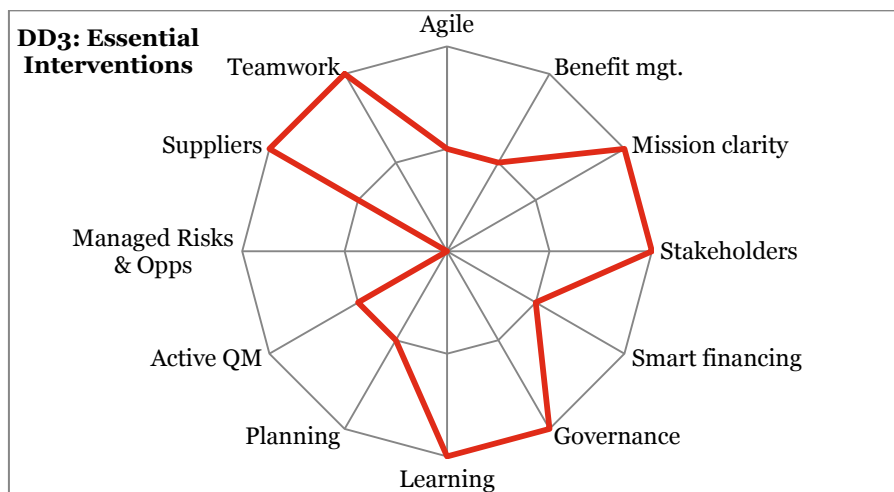 DD3: Essential
Interventions
Agile
Benefit mgt.
Mission clarity
Stakeholders
Smart financing
Governance
Learning
Planning
Active QM
Managed Risks
& Opps
Suppliers
Teamwork